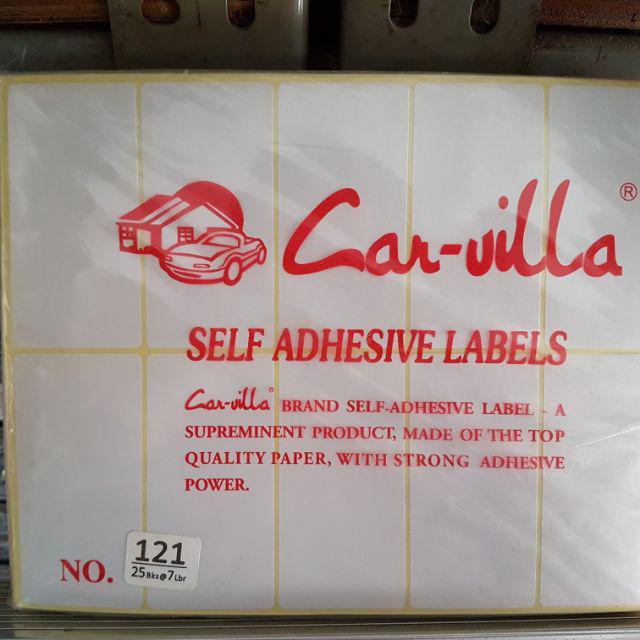 Car-villa ®
SELF ADHESIVE LABELS
Car-villa ® BRAND SELF-ADHESIVE LABEL - A
SUPREMINENT PRODUCT, MADE OF THE TOP
QUALITY PAPER, WITH STRONG ADHESIVE
POWER.
NO. 121
25 Bks@7 Lbr